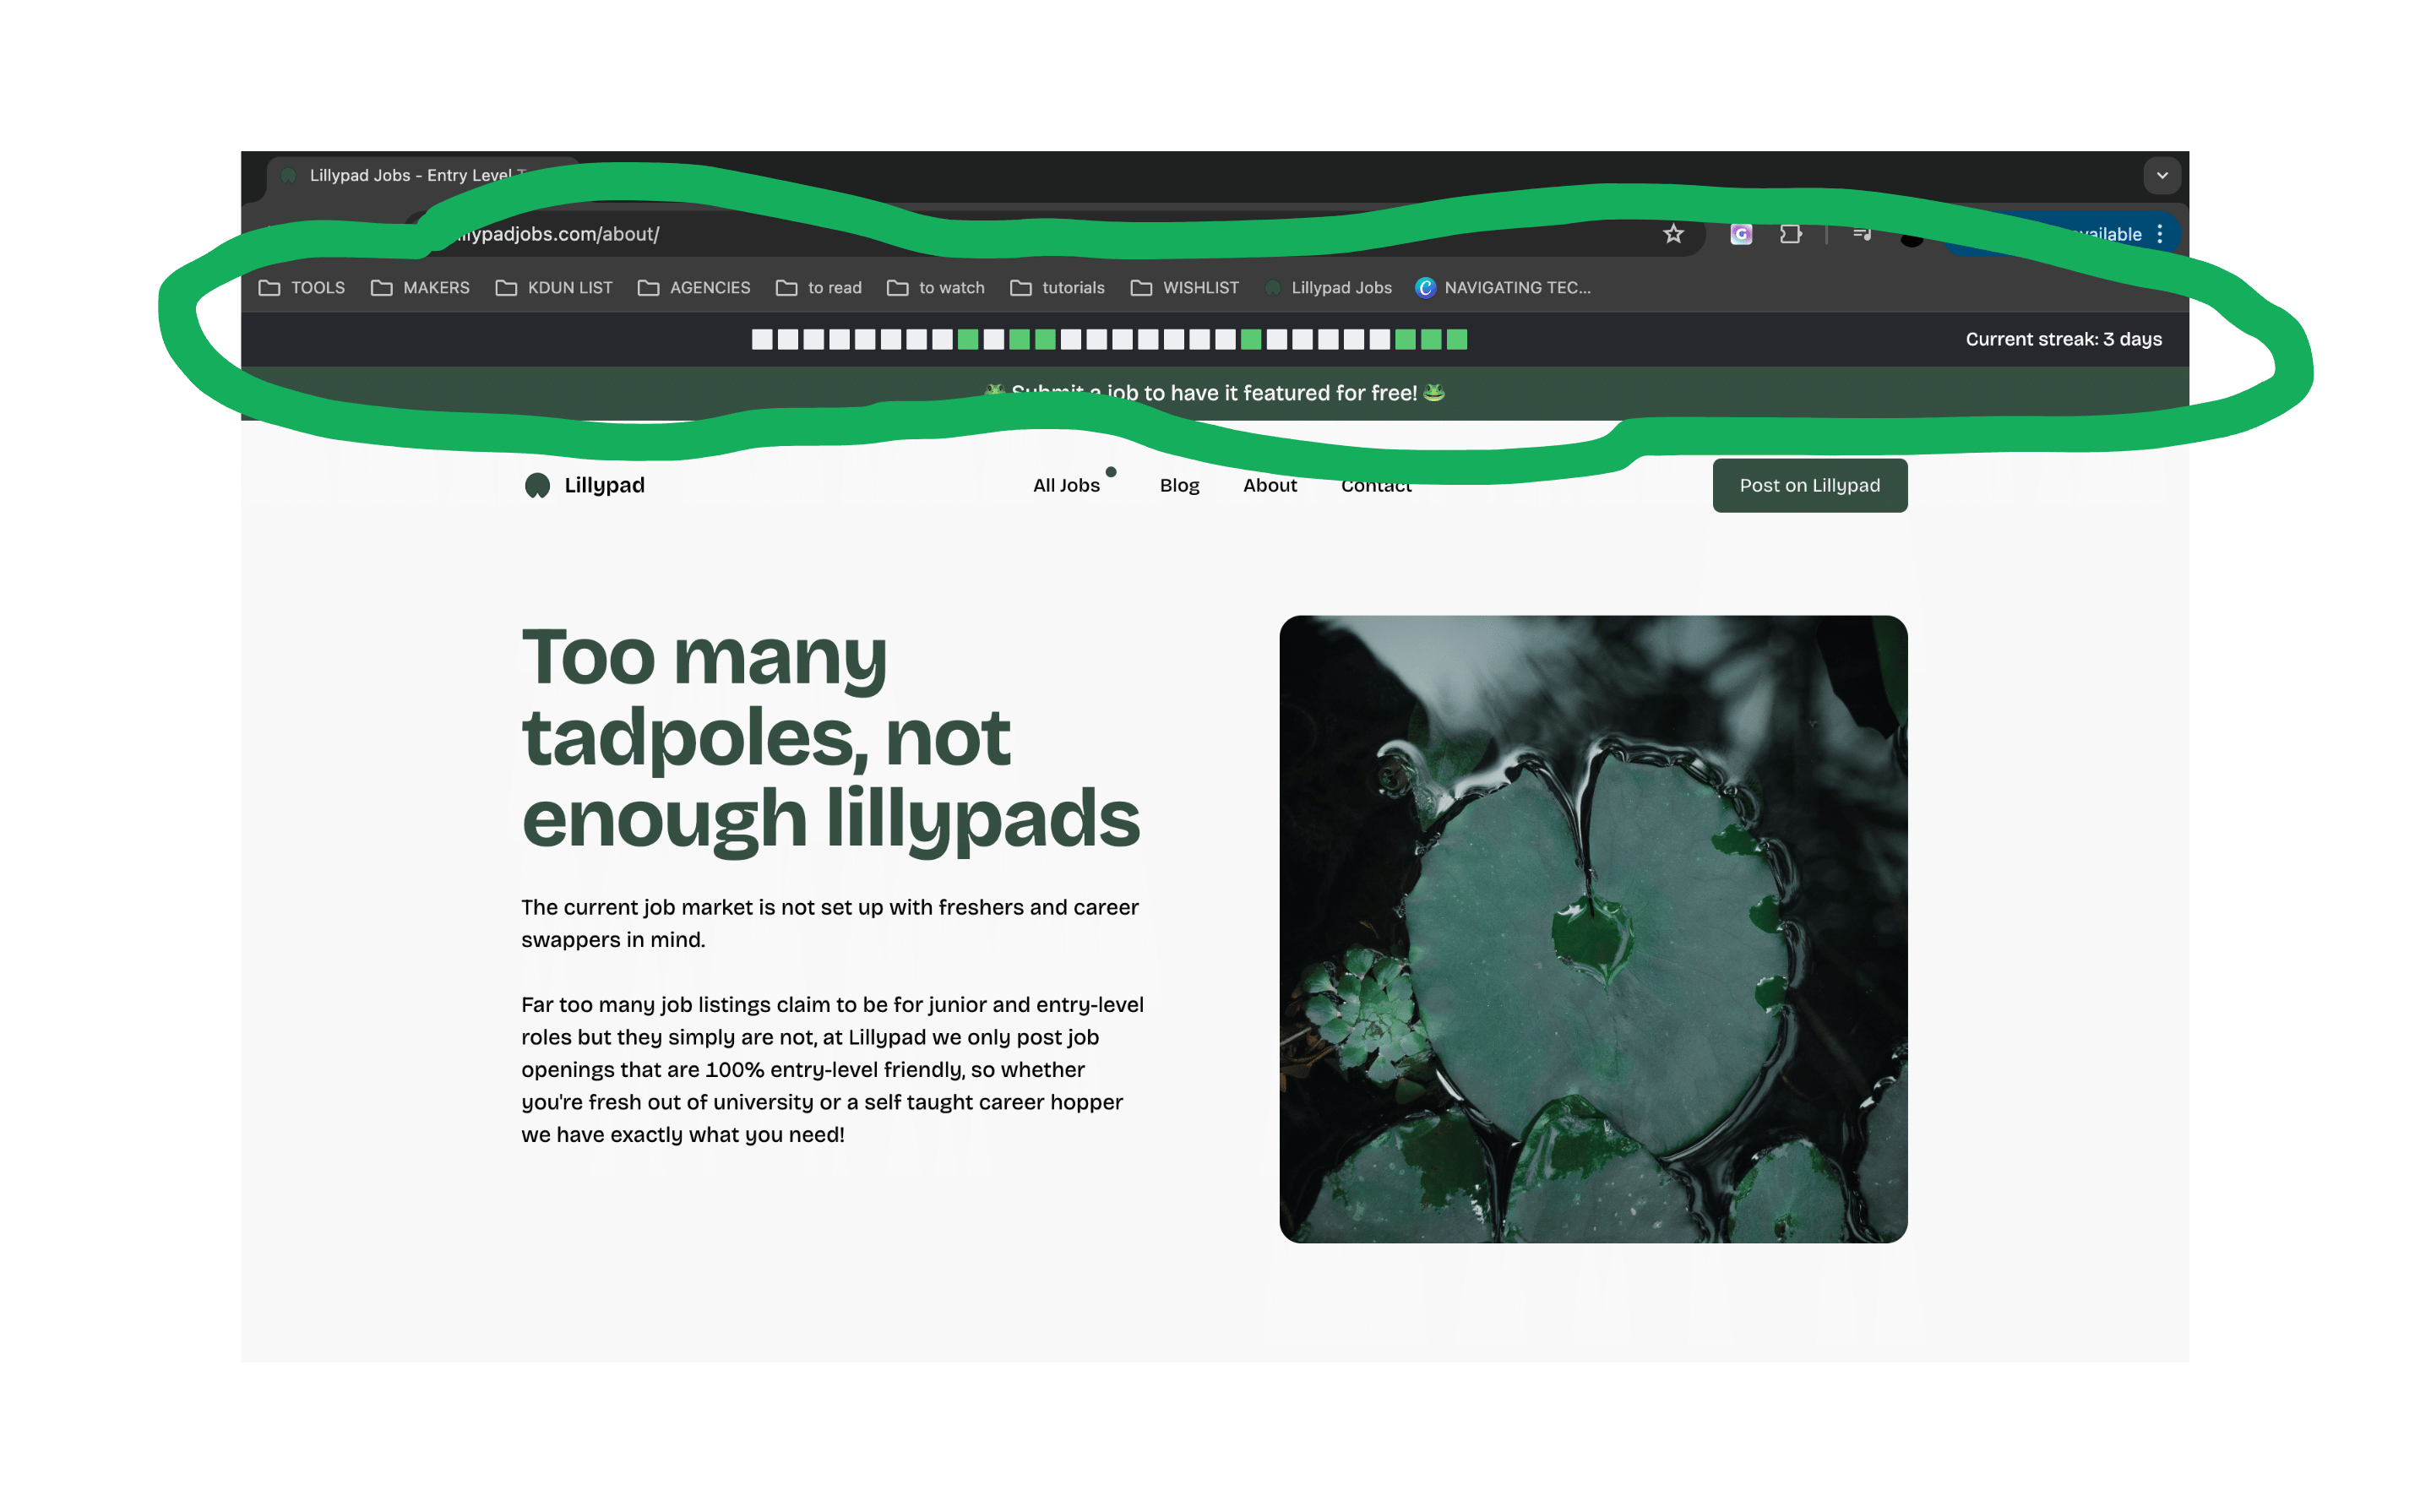 Lillypad Jobs - Entry Level
llypadjobs.com/about/
vailable
TOOLS MAKERS KDUN LIST AGENCIES to read to watch tutorials WISHLIST Lillypad Jobs NAVIGATING TEC...
Current streak: 3 days
🐸 Submit a job to have it featured for free! 🐸
Lillypad All Jobs Blog About Contact Post on Lillypad
Too many
tadpoles, not
enough lillypads
The current job market is not set up with freshers and career
swappers in mind.
Far too many job listings claim to be for junior and entry-level
roles but they simply are not, at Lillypad we only post job
openings that are 100% entry-level friendly, so whether
you're fresh out of university or a self taught career hopper
we have exactly what you need!